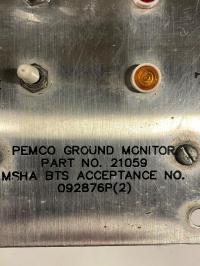 PEMCO GROUND MONITOR
PART NO. 21059
MSHA BTS ACCEPTANCE NO.
092876P(2)